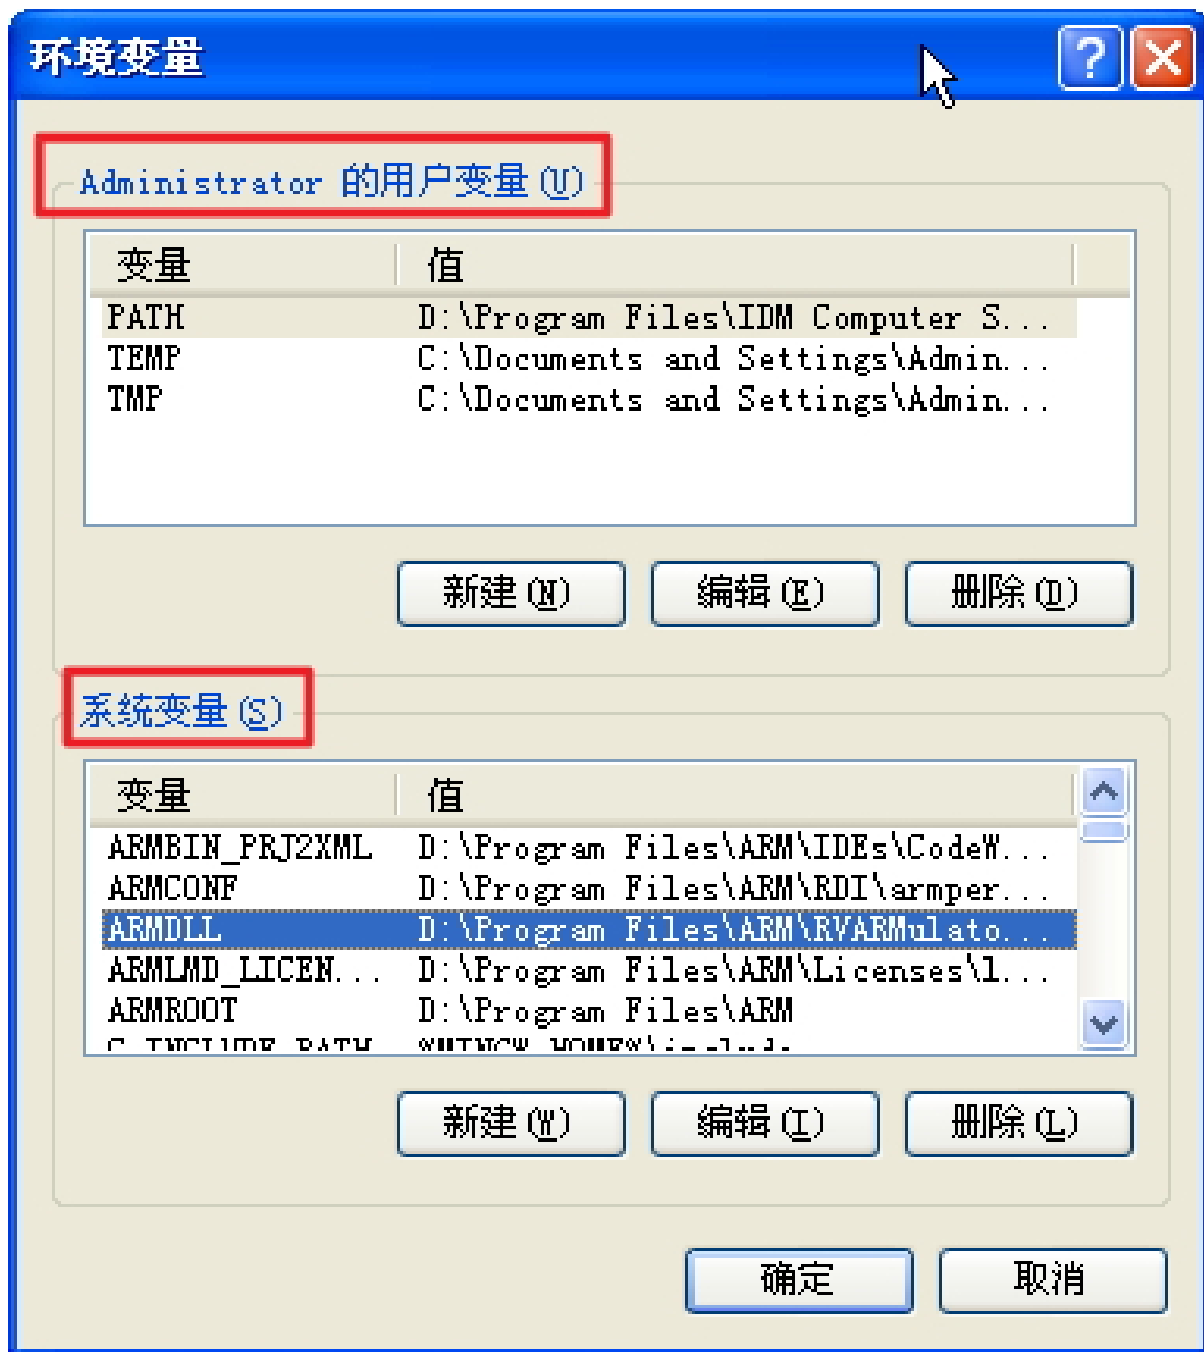 环境变量
Administrator 的用户变量(U)
变量 值
PATH D:\Program Files\IDM Computer S...
TEMP C:\Documents and Settings\Admin...
TMP C:\Documents and Settings\Admin...
新建(N) 编辑(E) 删除(D)
系统变量(S)
变量 值
ARMBIN_PRJ2XML D:\Program Files\ARM\IDEs\CodeW...
ARMCONF D:\Program Files\ARM\RDI\armper...
ARMDLL D:\Program Files\ARM\RVARMulato...
ARMLMD_LICEN... D:\Program Files\ARM\Licenses\l...
ARMROOT D:\Program Files\ARM
C_INCLUDE_PATH %MINGW_HOME%\include
新建(W) 编辑(I) 删除(L)
确定 取消